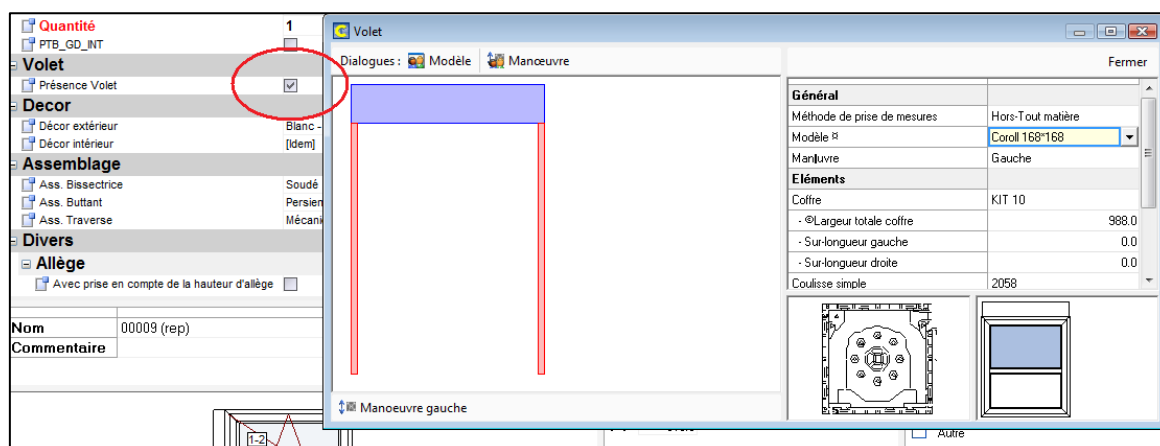 Quantité 1
PTB_GD_INT
Volet
Présence Volet
Decor
Décor extérieur Blanc -
Décor intérieur [Idem]
Assemblage
Ass. Bissectrice Soudé
Ass. Buttant Persien
Ass. Traverse Mécani
Divers
Allège
Avec prise en compte de la hauteur d'allège
Nom 00009 (rep)
Commentaire
1-2
Volet
Dialogues : Modèle Manœuvre
Fermer
Général
Méthode de prise de mesures Hors-Tout matière
Modèle ¤ Coroll 168*168
Manœuvre Gauche
Eléments
Coffre KIT 10
- ©Largeur totale coffre 988.0
- Sur-longueur gauche 0.0
- Sur-longueur droite 0.0
Coulisse simple 2058
Manoeuvre gauche
Autre